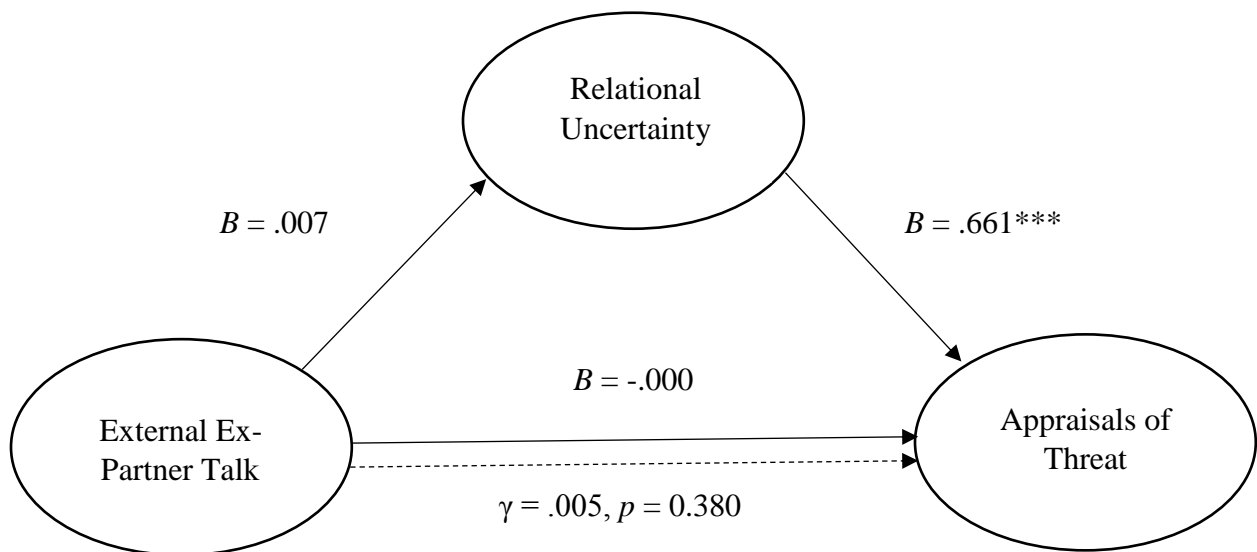 Relational
Uncertainty
B = .007
B = .661***
B = -.000
External Ex-
Partner Talk
Appraisals of
Threat
γ = .005, p = 0.380